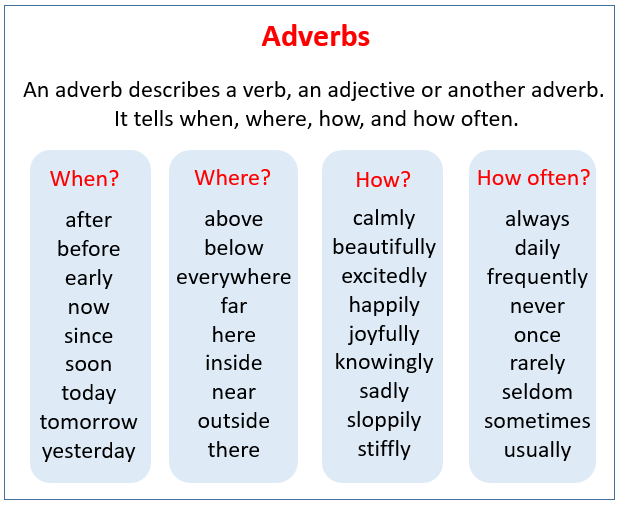 Adverbs
An adverb describes a verb, an adjective or another adverb.
It tells when, where, how, and how often.
When?
after
before
early
now
since
soon
today
tomorrow
yesterday
Where?
above
below
everywhere
far
here
inside
near
outside
there
How?
calmly
beautifully
excitedly
happily
joyfully
knowingly
sadly
sloppily
stiffly
How often?
always
daily
frequently
never
once
rarely
seldom
sometimes
usually